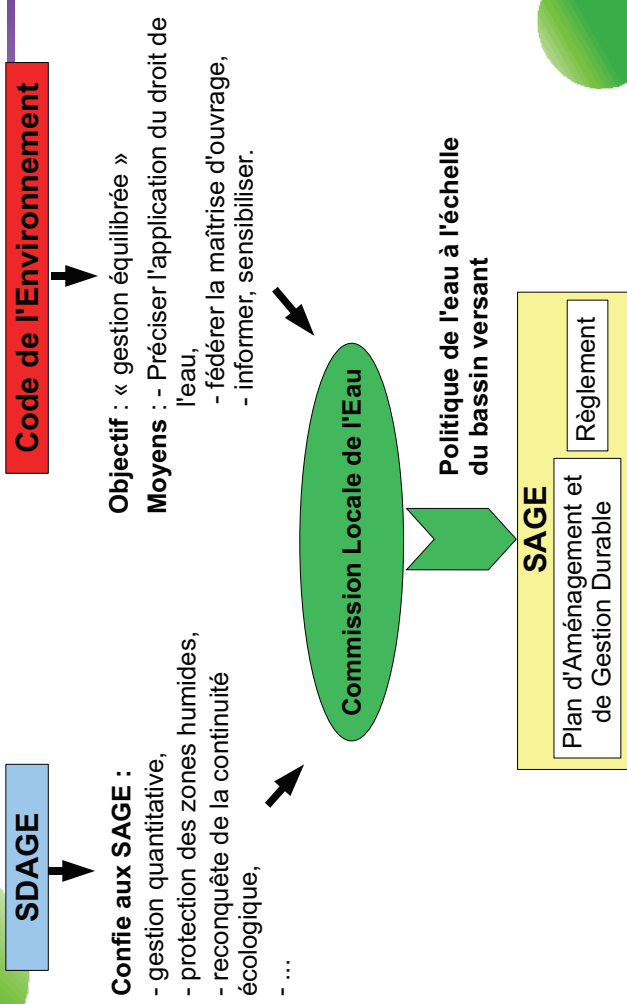 SDAGE
Confie aux SAGE :
- gestion quantitative,
- protection des zones humides,
- reconquête de la continuité
écologique,
- ...
Code de l'Environnement
Objectif : « gestion équilibrée »
Moyens : - Préciser l'application du droit de
l'eau,
- fédérer la maîtrise d'ouvrage,
- informer, sensibiliser.
Commission Locale de l'Eau
Politique de l'eau à l'échelle
du bassin versant
SAGE
Plan d'Aménagement et
de Gestion Durable
Règlement